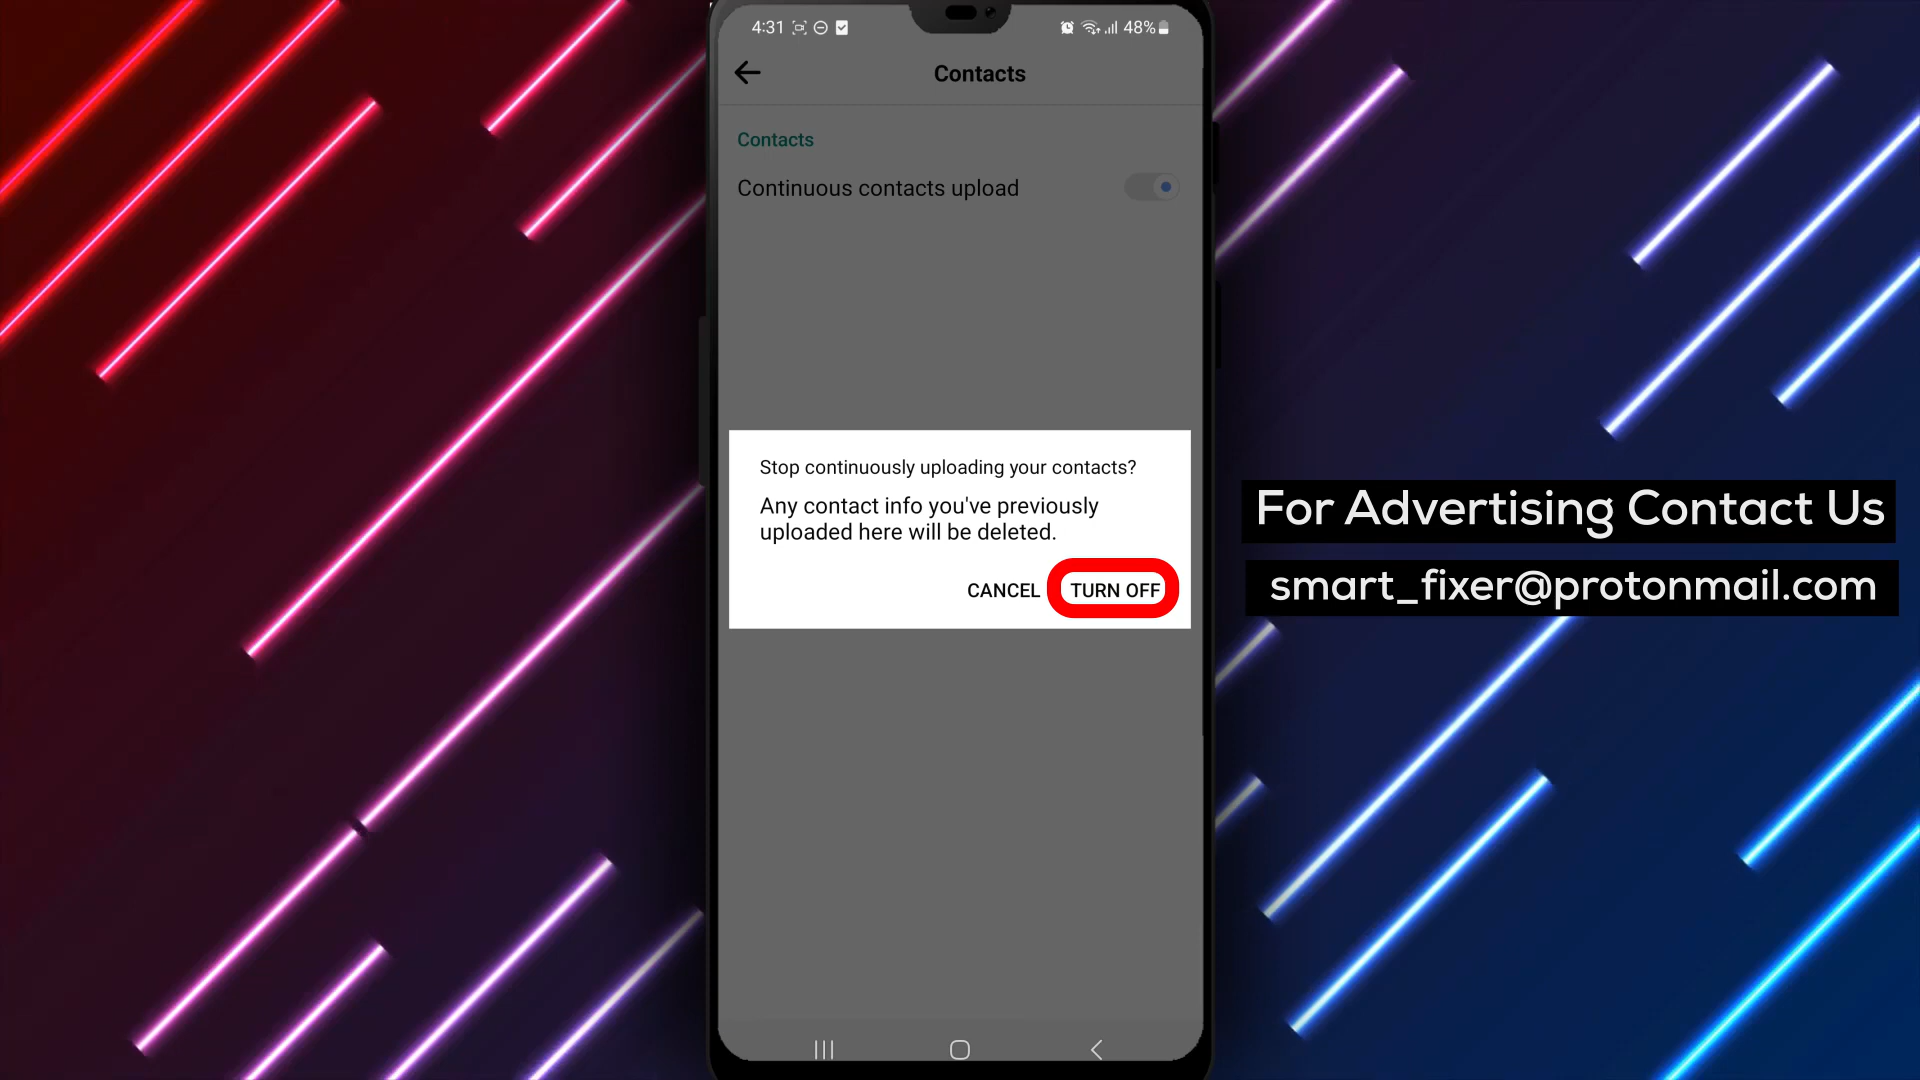 4:31
48%
Contacts
Contacts
Continuous contacts upload
Stop continuously uploading your contacts?
Any contact info you've previously
uploaded here will be deleted.
CANCEL TURN OFF
For Advertising Contact Us
smart_fixer@protonmail.com